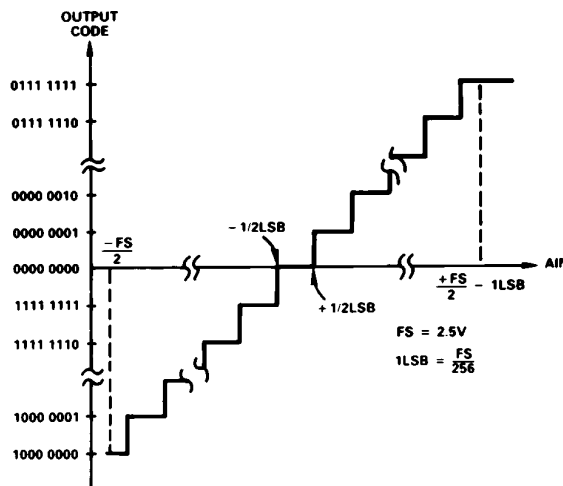 OUTPUT
CODE
0111 1111
0111 1110
0000 0010
0000 0001
0000 0000
1111 1111
1111 1110
1000 0001
1000 0000
–FS
2
– 1/2LSB
+ 1/2LSB
AIN
+FS
2
– 1LSB
FS = 2.5V
1LSB = FS
256